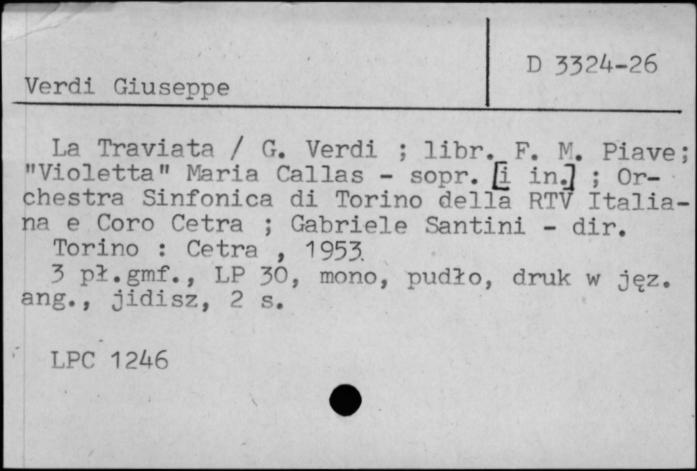 D 3324-26
Verdi Giuseppe
La Traviata / G. Verdi ; libr. F. M. Piave;
"Violetta" Maria Callas - sopr. [i in.] ; Or-
chestra Sinfonica di Torino della RTV Italia-
na e Coro Cetra ; Gabriele Santini - dir.
Torino : Cetra , 1953.
3 pł.gmf., LP 30, mono, pudło, druk w jęz.
ang., jidisz, 2 s.
LPC 1246